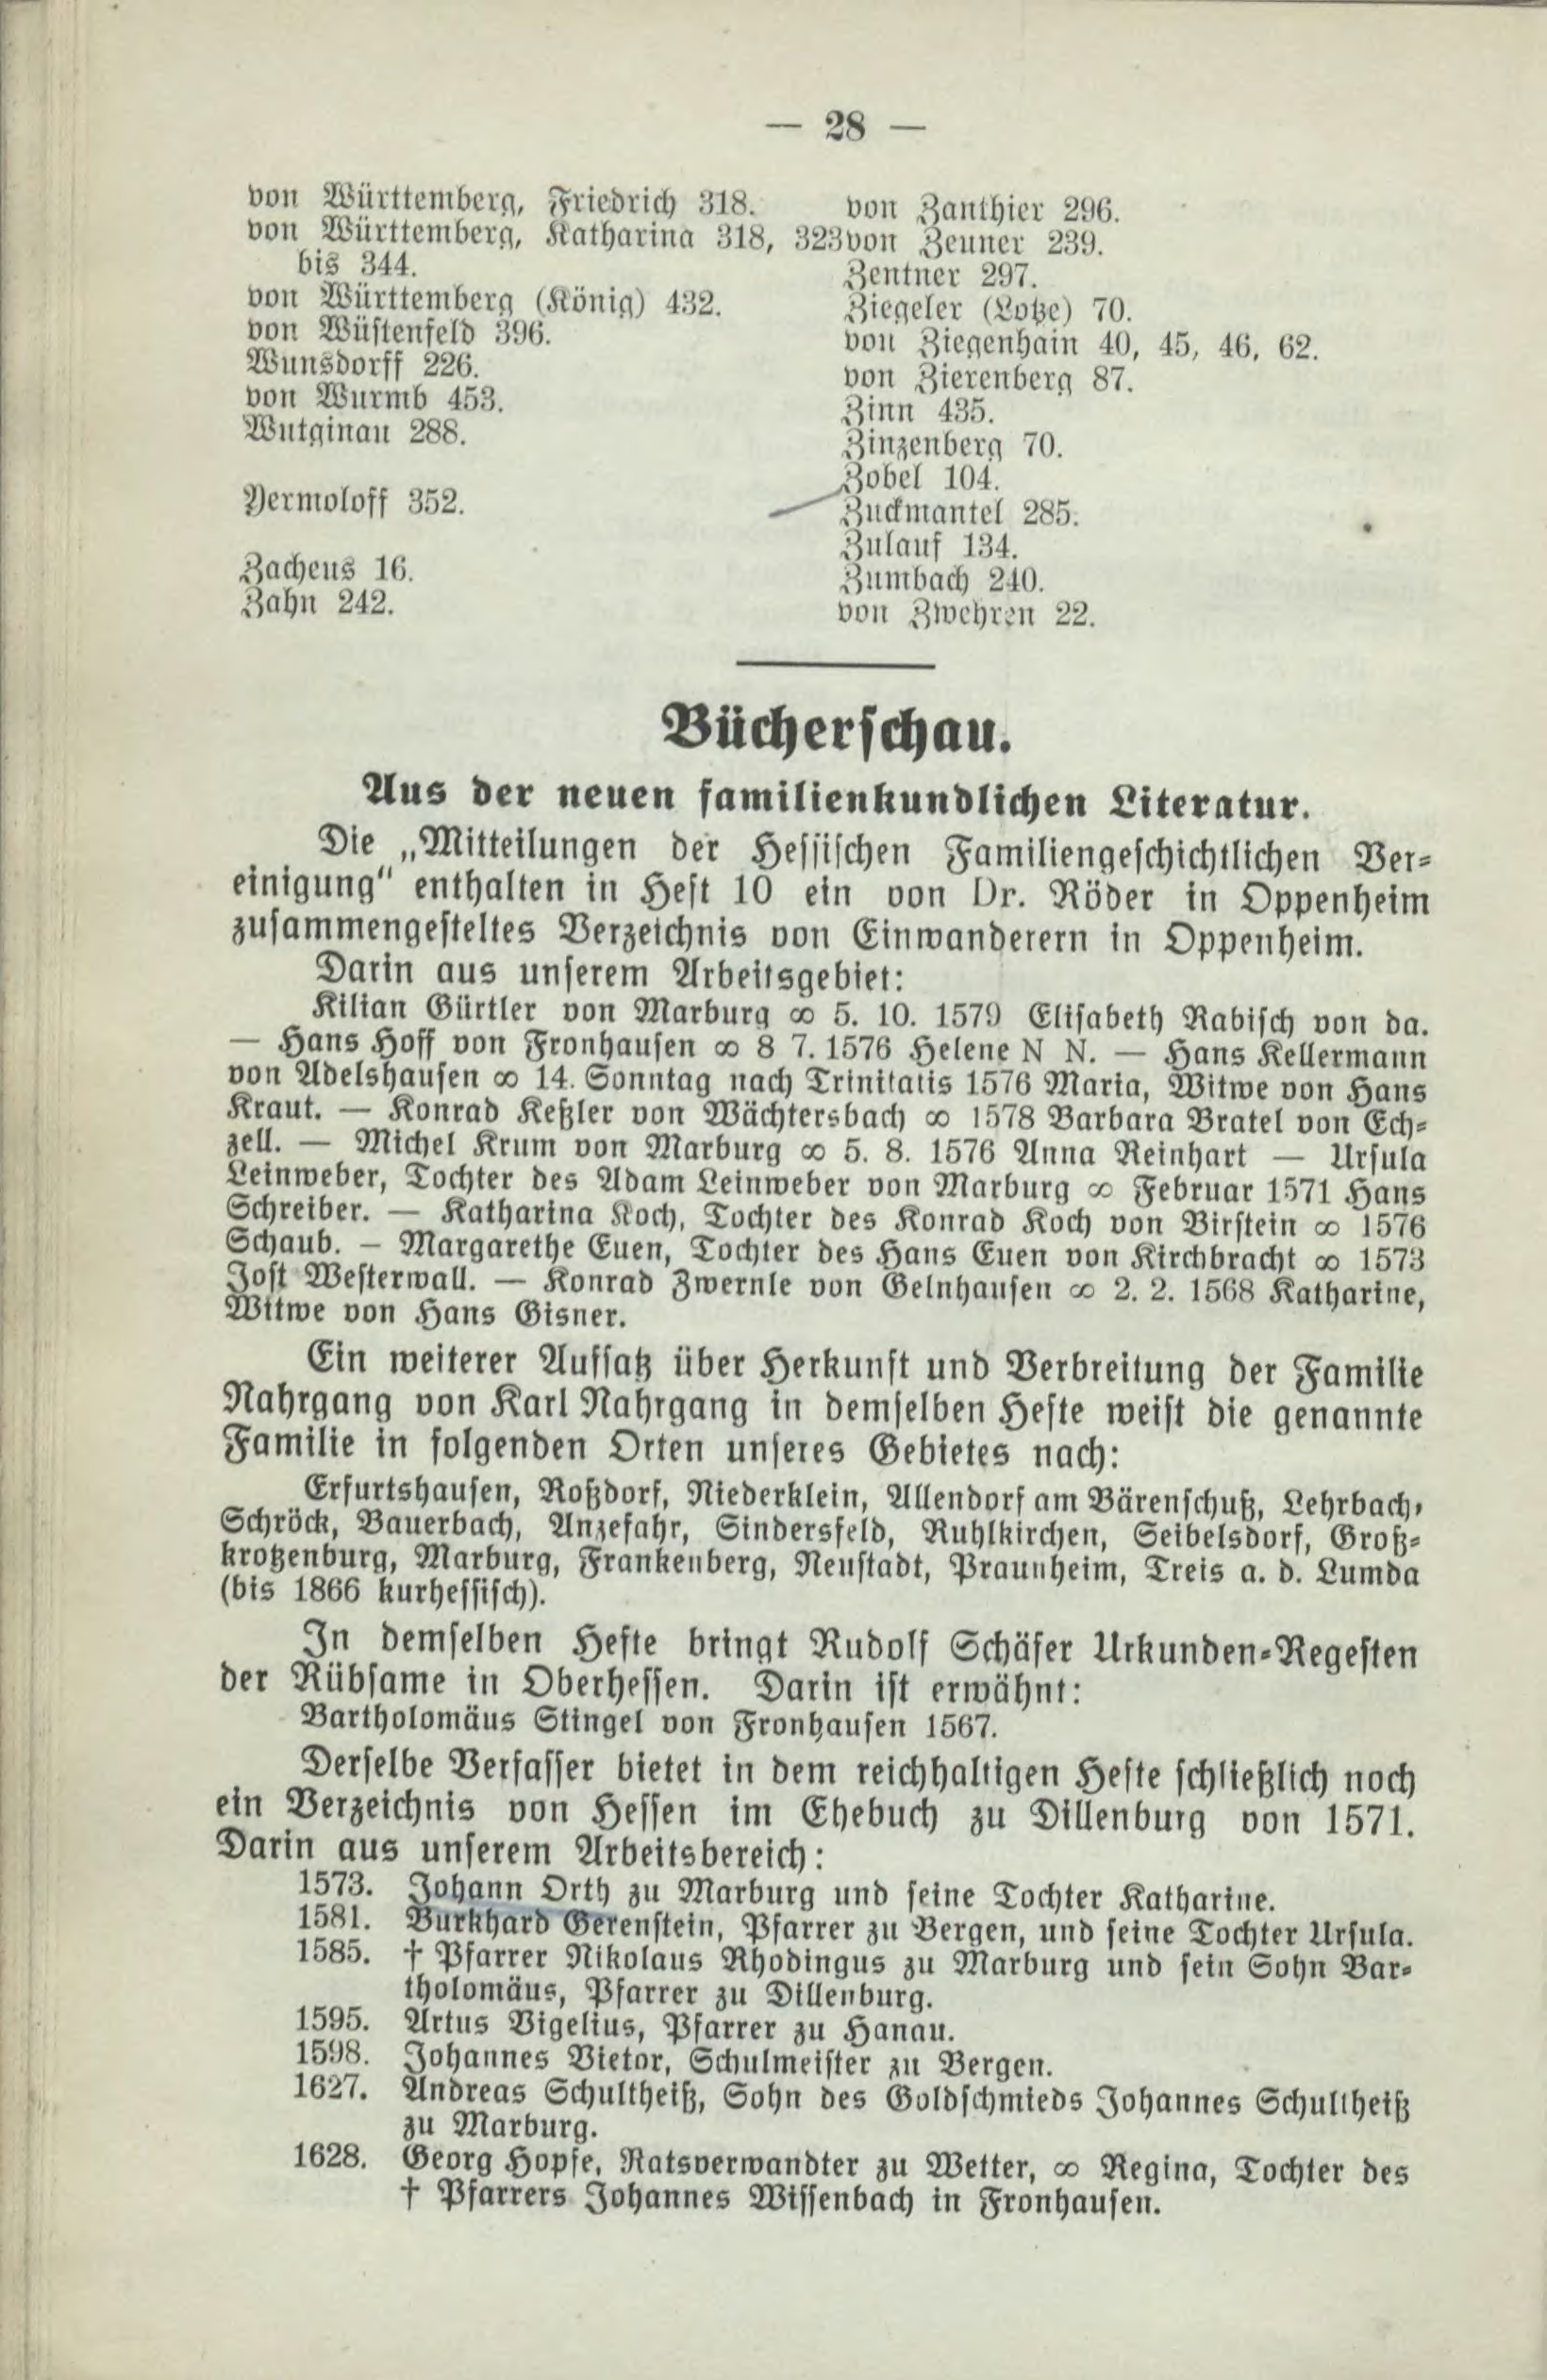 — 28 —
von Württemberg, Friedrich 318.
von Württemberg, Katharina 318, 323
bis 344.
von Württemberg (König) 432.
von Wüstenfeld 396.
Wunsdorff 226.
von Wurmb 453.
Wutginau 288.
Yermoloff 352.
Zacheus 16.
Zahn 242.
von Zanthier 296.
von Zeuner 239.
Zentner 297.
Ziegeler (Lotze) 70.
von Ziegenhain 40, 45, 46, 62.
von Zierenberg 87.
Zinn 435.
Zinzenberg 70.
Zobel 104.
Zuckmantel 285.
Zulauf 134.
Zumbach 240.
von Zwehren 22.
Bücherschau.
Aus der neuen familienkundlichen Literatur.
Die „Mitteilungen der Hessischen Familiengeschichtlichen Ver-
einigung“ enthalten in Heft 10 ein von Dr. Röder in Oppenheim
zusammengesteltes Verzeichnis von Einwanderern in Oppenheim.
Darin aus unserem Arbeitsgebiet:
Kilian Gürtler von Marburg ∞ 5. 10. 1579 Elisabeth Rabisch von da.
— Hans Hoff von Fronhausen ∞ 8 7. 1576 Helene N N. — Hans Kellermann
von Adelshausen ∞ 14. Sonntag nach Trinitatis 1576 Maria, Witwe von Hans
Kraut. — Konrad Keßler von Wächtersbach ∞ 1578 Barbara Bratel von Ech-
zell. — Michel Krum von Marburg ∞ 5. 8. 1576 Anna Reinhart — Ursula
Leinweber, Tochter des Adam Leinweber von Marburg ∞ Februar 1571 Hans
Schreiber. — Katharina Koch, Tochter des Konrad Koch von Birstein ∞ 1576
Schaub. – Margarethe Euen, Tochter des Hans Euen von Kirchbracht ∞ 1573
Jost Westerwall. — Konrad Zwernle von Gelnhausen ∞ 2. 2. 1568 Katharine,
Witwe von Hans Gisner.
Ein weiterer Aufsatz über Herkunft und Verbreitung der Familie
Nahrgang von Karl Nahrgang in demselben Hefte weist die genannte
Familie in folgenden Orten unseres Gebietes nach:
Erfurtshausen, Roßdorf, Niederklein, Allendorf am Bärenschuß, Lehrbach,
Schröck, Bauerbach, Anzefahr, Sindersfeld, Ruhlkirchen, Seibelsdorf, Groß-
krotzenburg, Marburg, Frankenberg, Neustadt, Praunheim, Treis a. d. Lumda
(bis 1866 kurhessisch).
In demselben Hefte bringt Rudolf Schäfer Urkunden-Regesten
der Rübsame in Oberhessen. Darin ist erwähnt:
Bartholomäus Stingel von Fronhausen 1567.
Derselbe Verfasser bietet in dem reichhaltigen Hefte schließlich noch
ein Verzeichnis von Hessen im Ehebuch zu Dillenburg von 1571.
Darin aus unserem Arbeitsbereich:
1573. Johann Orth zu Marburg und seine Tochter Katharine.
1581. Burkhard Gerenstein, Pfarrer zu Bergen, und seine Tochter Ursula.
1585. † Pfarrer Nikolaus Rhodingus zu Marburg und sein Sohn Bar-
tholomäus, Pfarrer zu Dillenburg.
1595. Artus Vigelius, Pfarrer zu Hanau.
1598. Johannes Vietor, Schulmeister zu Bergen.
1627. Andreas Schultheiß, Sohn des Goldschmieds Johannes Schultheiß
zu Marburg.
1628. Georg Hopfe, Ratsverwandter zu Wetter, ∞ Regina, Tochter des
† Pfarrers Johannes Wissenbach in Fronhausen.